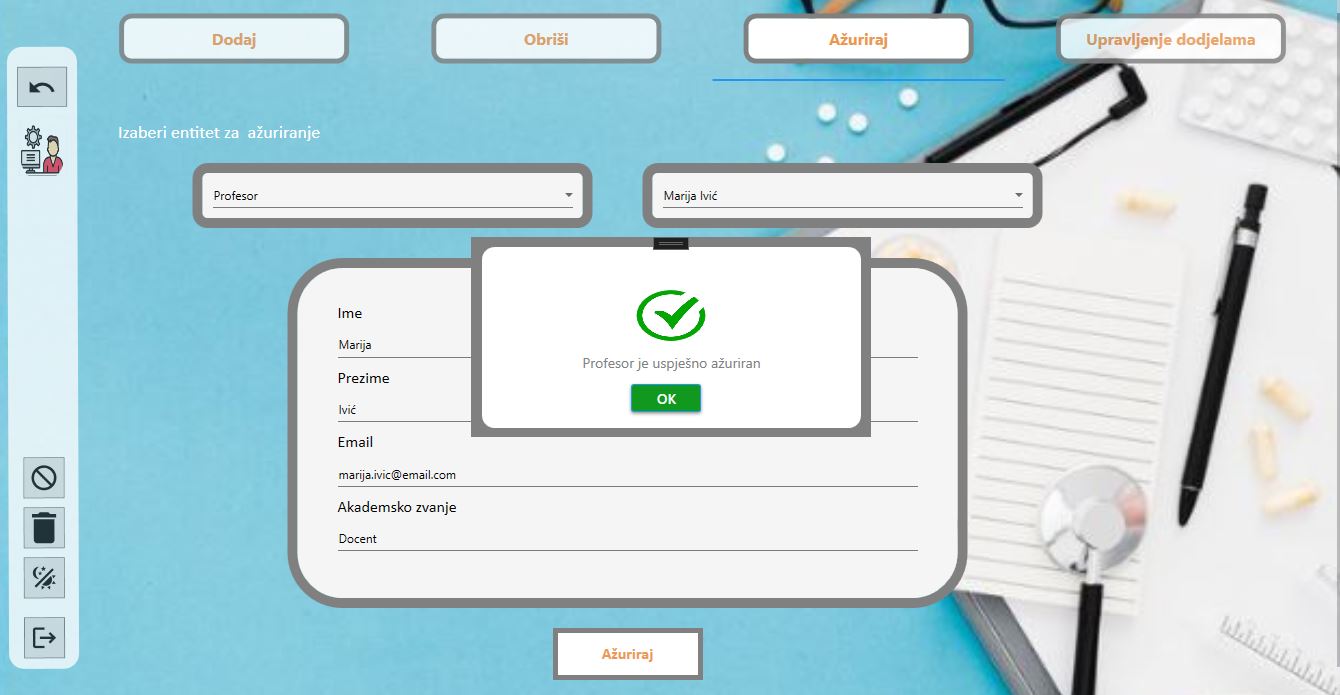 Dodaj
Obriši
Ažuriraj
Upravljenje dodjelama
Izaberi entitet za  ažuriranje
Profesor
Marija Ivić
Profesor je uspješno ažuriran
OK
Ime
Marija
Prezime
Ivić
Email
marija.ivic@email.com
Akademsko zvanje
Docent
Ažuriraj